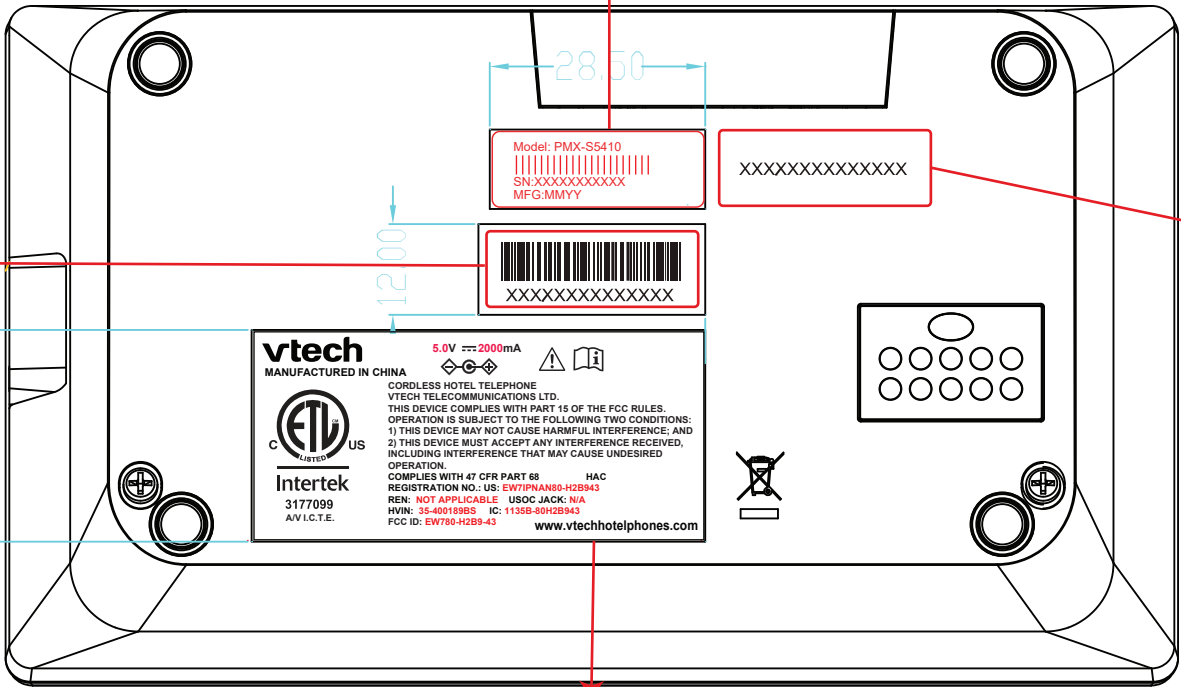 28.50
Model: PMX-S5410
SN:XXXXXXXXXXX
MFG:MMYY
XXXXXXXXXXXXXX
12.00
XXXXXXXXXXXXXX
vtech
MANUFACTURED IN CHINA
5.0V 2000mA
CORDLESS HOTEL TELEPHONE
VTECH TELECOMMUNICATIONS LTD.
THIS DEVICE COMPLIES WITH PART 15 OF THE FCC RULES.
OPERATION IS SUBJECT TO THE FOLLOWING TWO CONDITIONS:
1) THIS DEVICE MAY NOT CAUSE HARMFUL INTERFERENCE; AND
2) THIS DEVICE MUST ACCEPT ANY INTERFERENCE RECEIVED,
INCLUDING INTERFERENCE THAT MAY CAUSE UNDESIRED
OPERATION.
COMPLIES WITH 47 CFR PART 68 HAC
REGISTRATION NO.: US: EW7IPNAN80-H2B943
REN: NOT APPLICABLE USOC JACK: N/A
HVIN: 35-400189BS IC: 1135B-80H2B943
FCC ID: EW780-H2B9-43
www.vtechhotelphones.com
ETL CM
C US
LISTED
Intertek
3177099
A/V I.C.T.E.